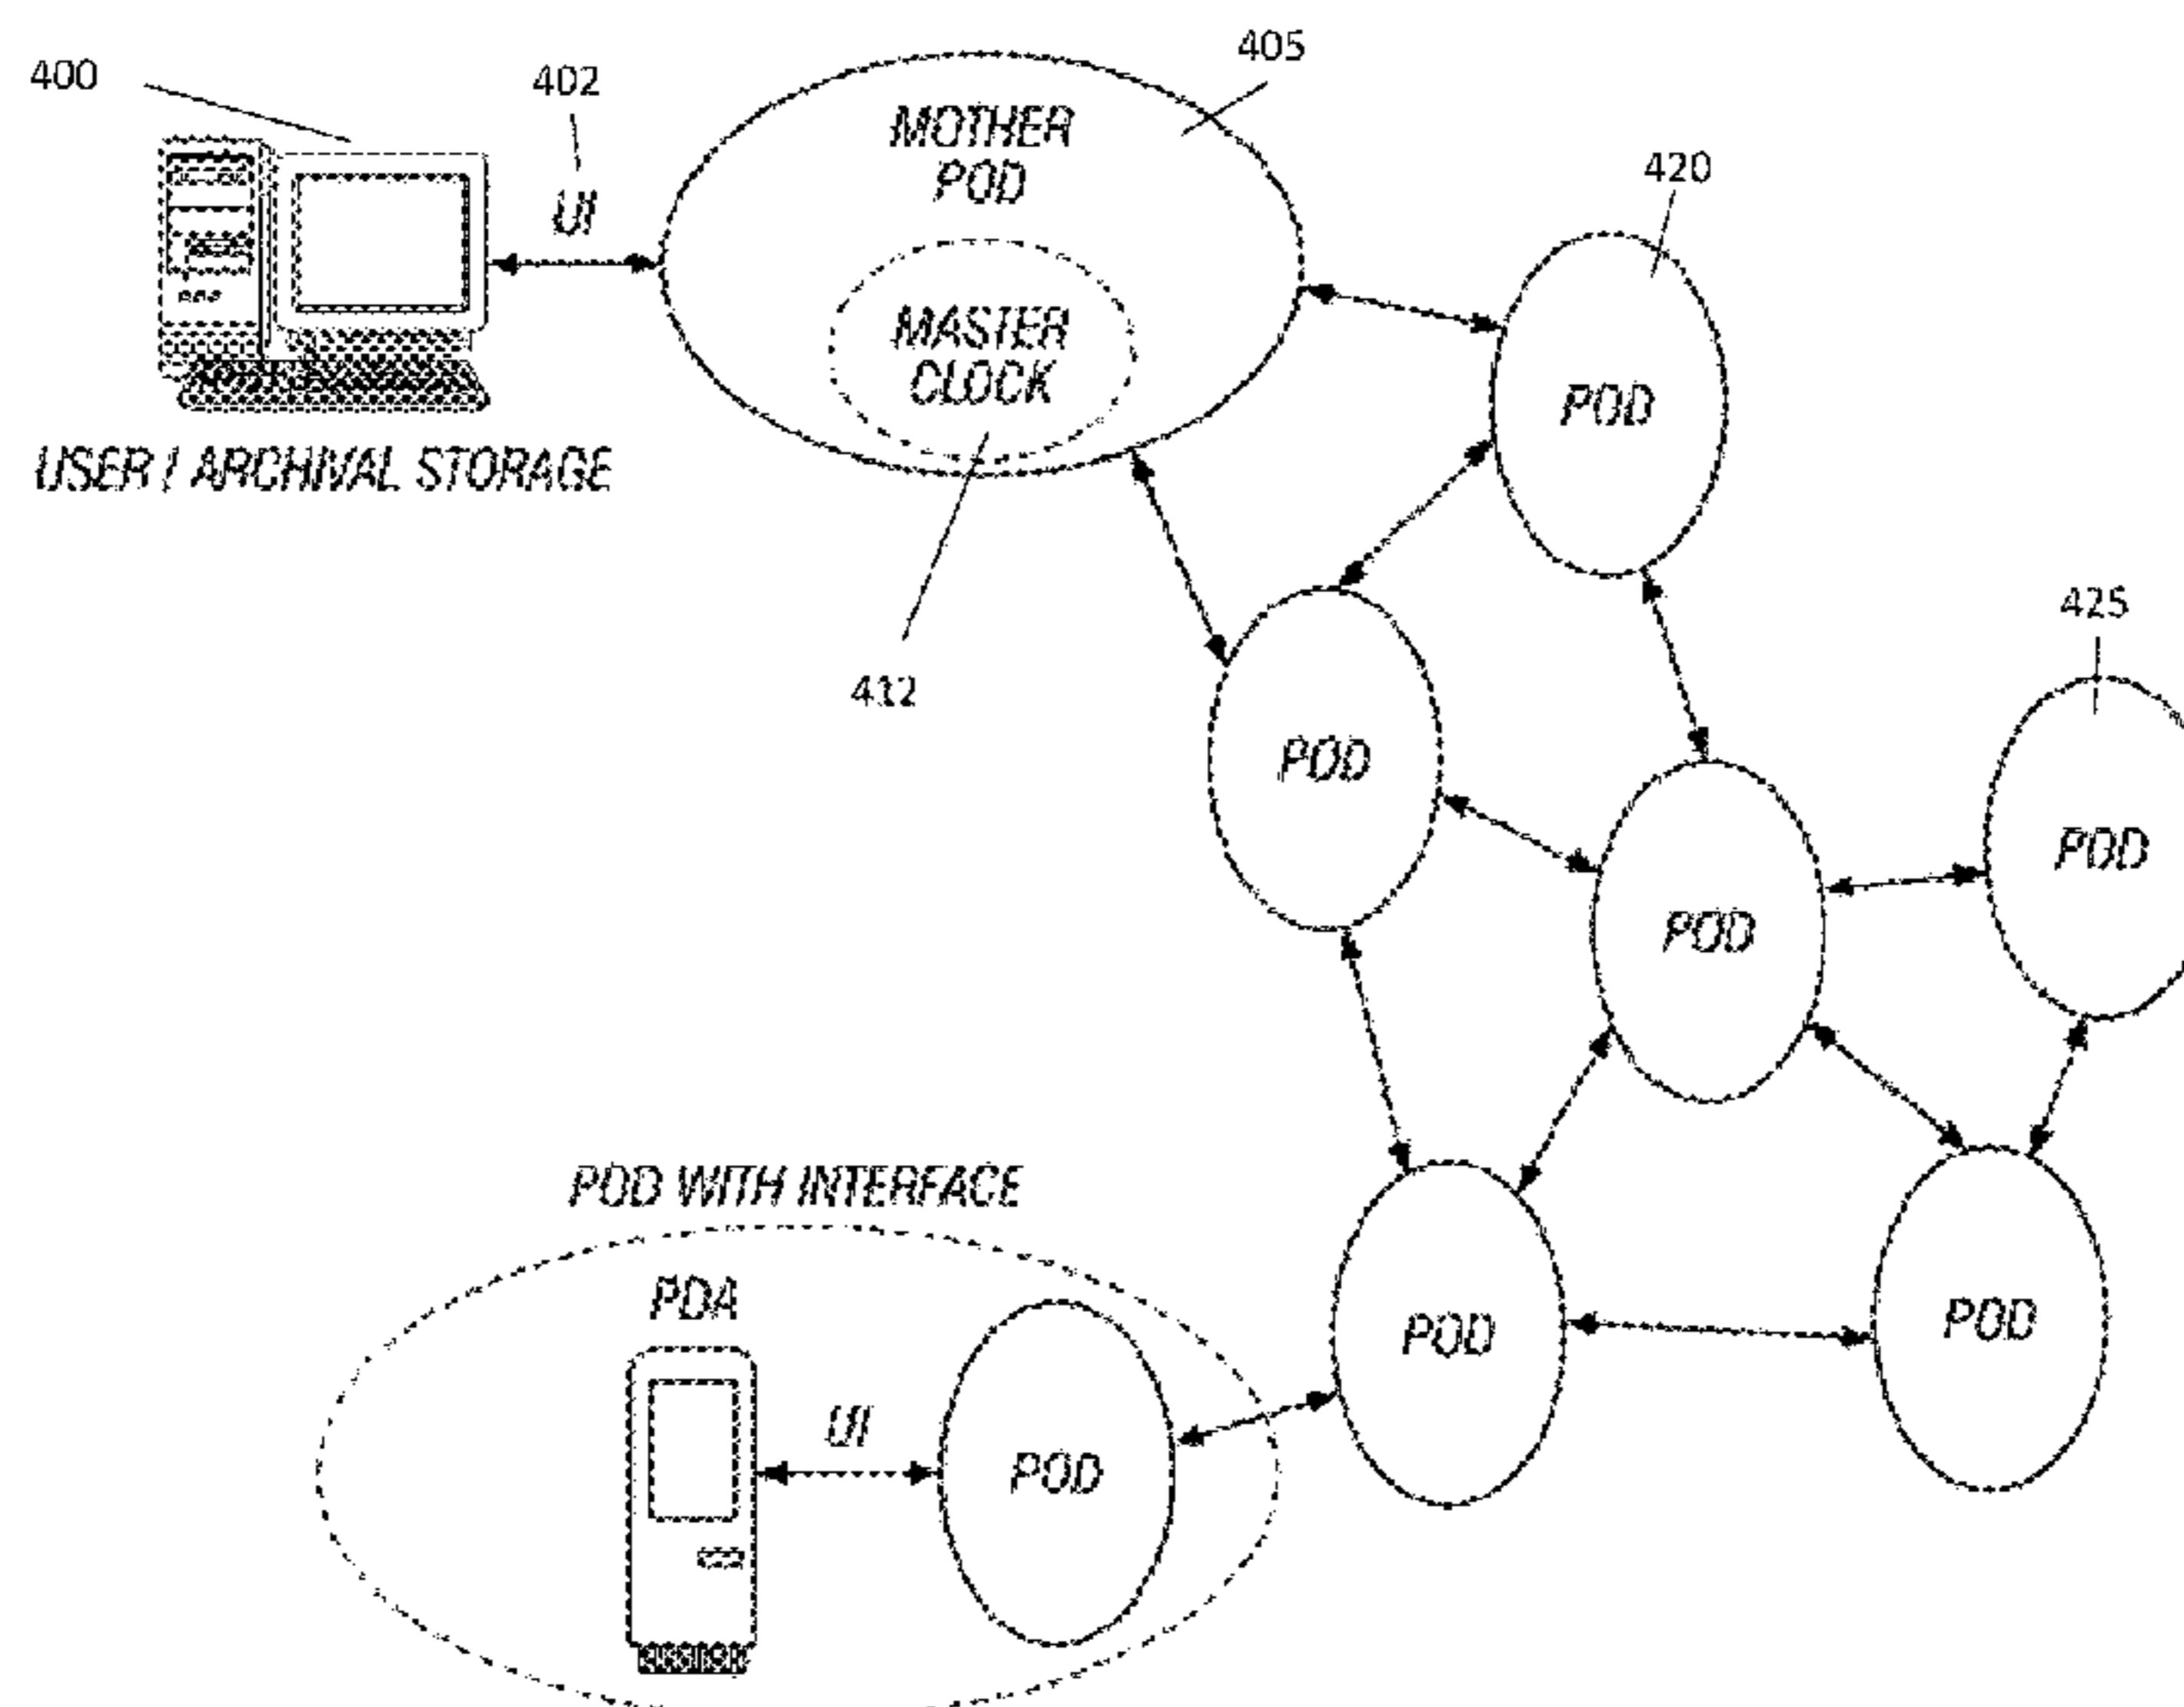 400
402
405
MOTHER
POD
420
UI
MASTER
CLOCK
POD
USER / ARCHIVAL STORAGE
425
412
POD
POD
POD
POD WITH INTERFACE
PDA
POD
POD
UI
POD